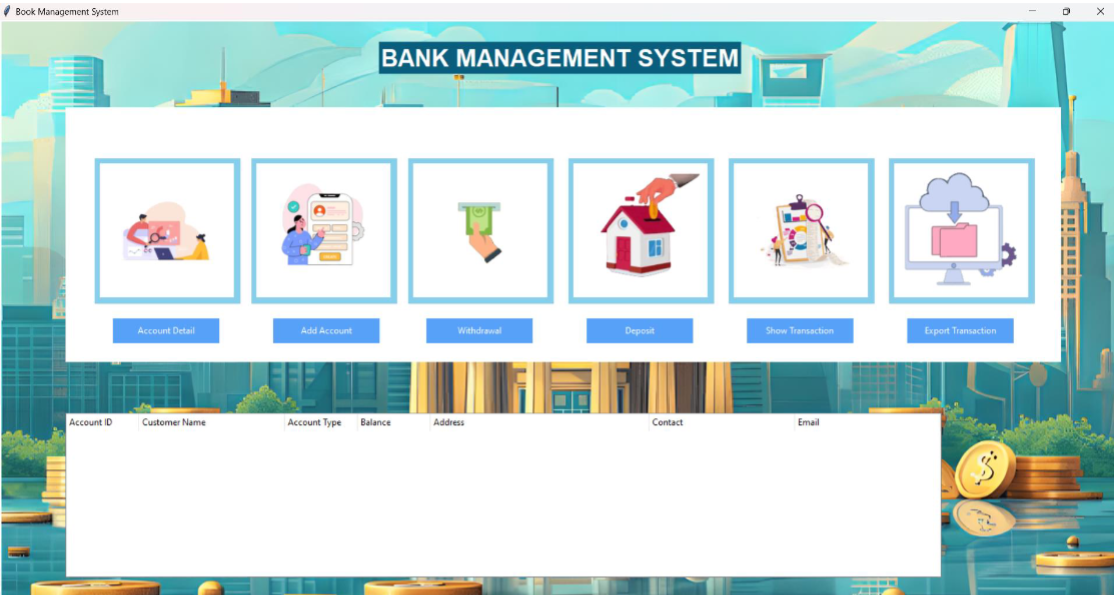 Book Management System
BANK MANAGEMENT SYSTEM
Account Detail
Add Account
Withdrawal
Deposit
Show Transaction
Export Transaction
Account ID Customer Name Account Type Balance Address Contact Email